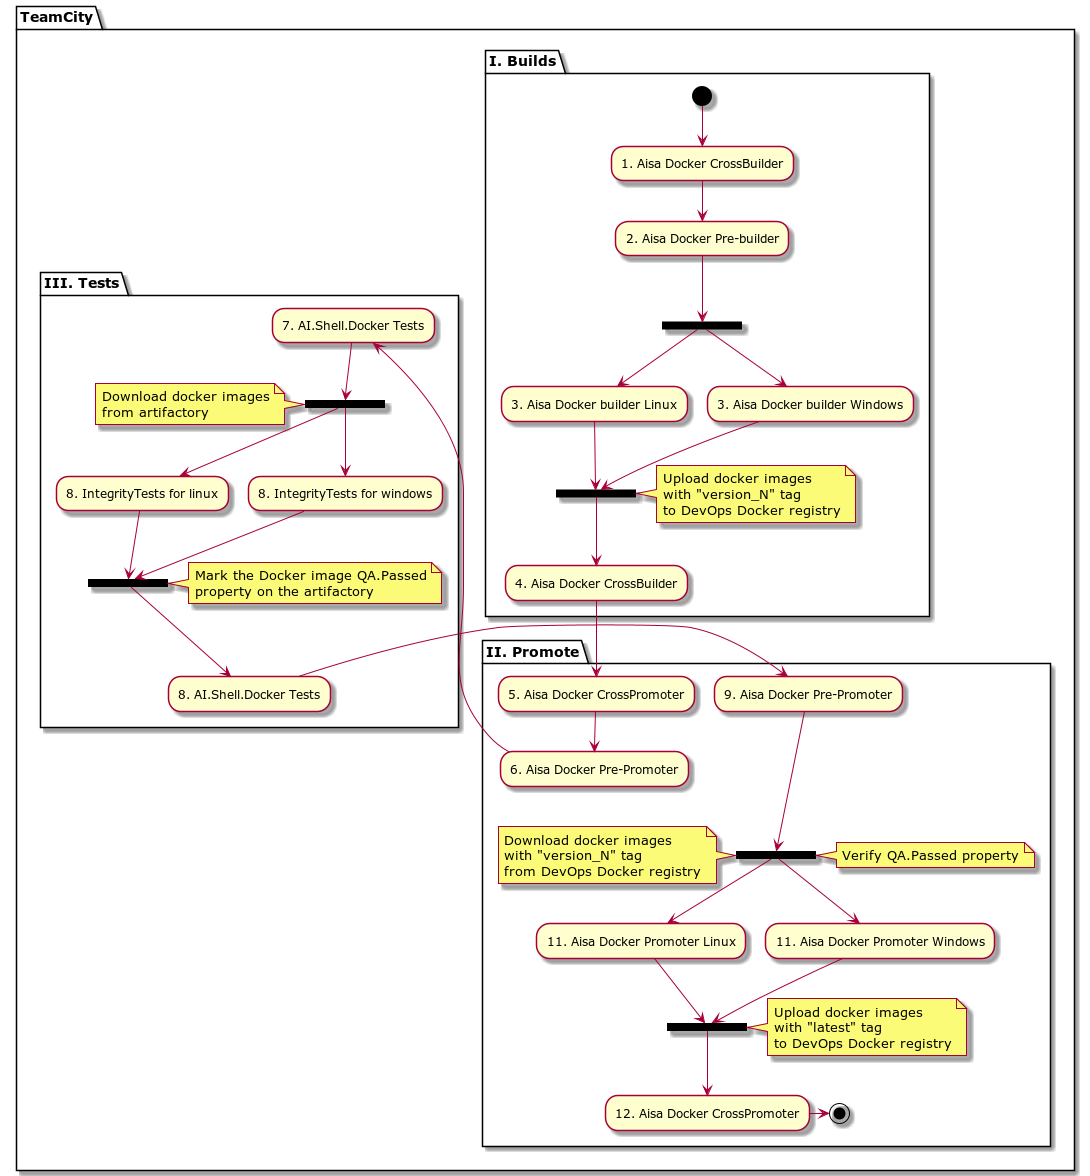 TeamCity
I. Builds
1. Aisa Docker CrossBuilder
2. Aisa Docker Pre-builder
3. Aisa Docker builder Linux
3. Aisa Docker builder Windows
Upload docker images
with "version_N" tag
to DevOps Docker registry
4. Aisa Docker CrossBuilder
III. Tests
7. AI.Shell.Docker Tests
Download docker images
from artifactory
8. IntegrityTests for linux
8. IntegrityTests for windows
Mark the Docker image QA.Passed
property on the artifactory
8. AI.Shell.Docker Tests
II. Promote
5. Aisa Docker CrossPromoter
9. Aisa Docker Pre-Promoter
6. Aisa Docker Pre-Promoter
Download docker images
with "version_N" tag
from DevOps Docker registry
Verify QA.Passed property
11. Aisa Docker Promoter Linux
11. Aisa Docker Promoter Windows
Upload docker images
with "latest" tag
to DevOps Docker registry
12. Aisa Docker CrossPromoter